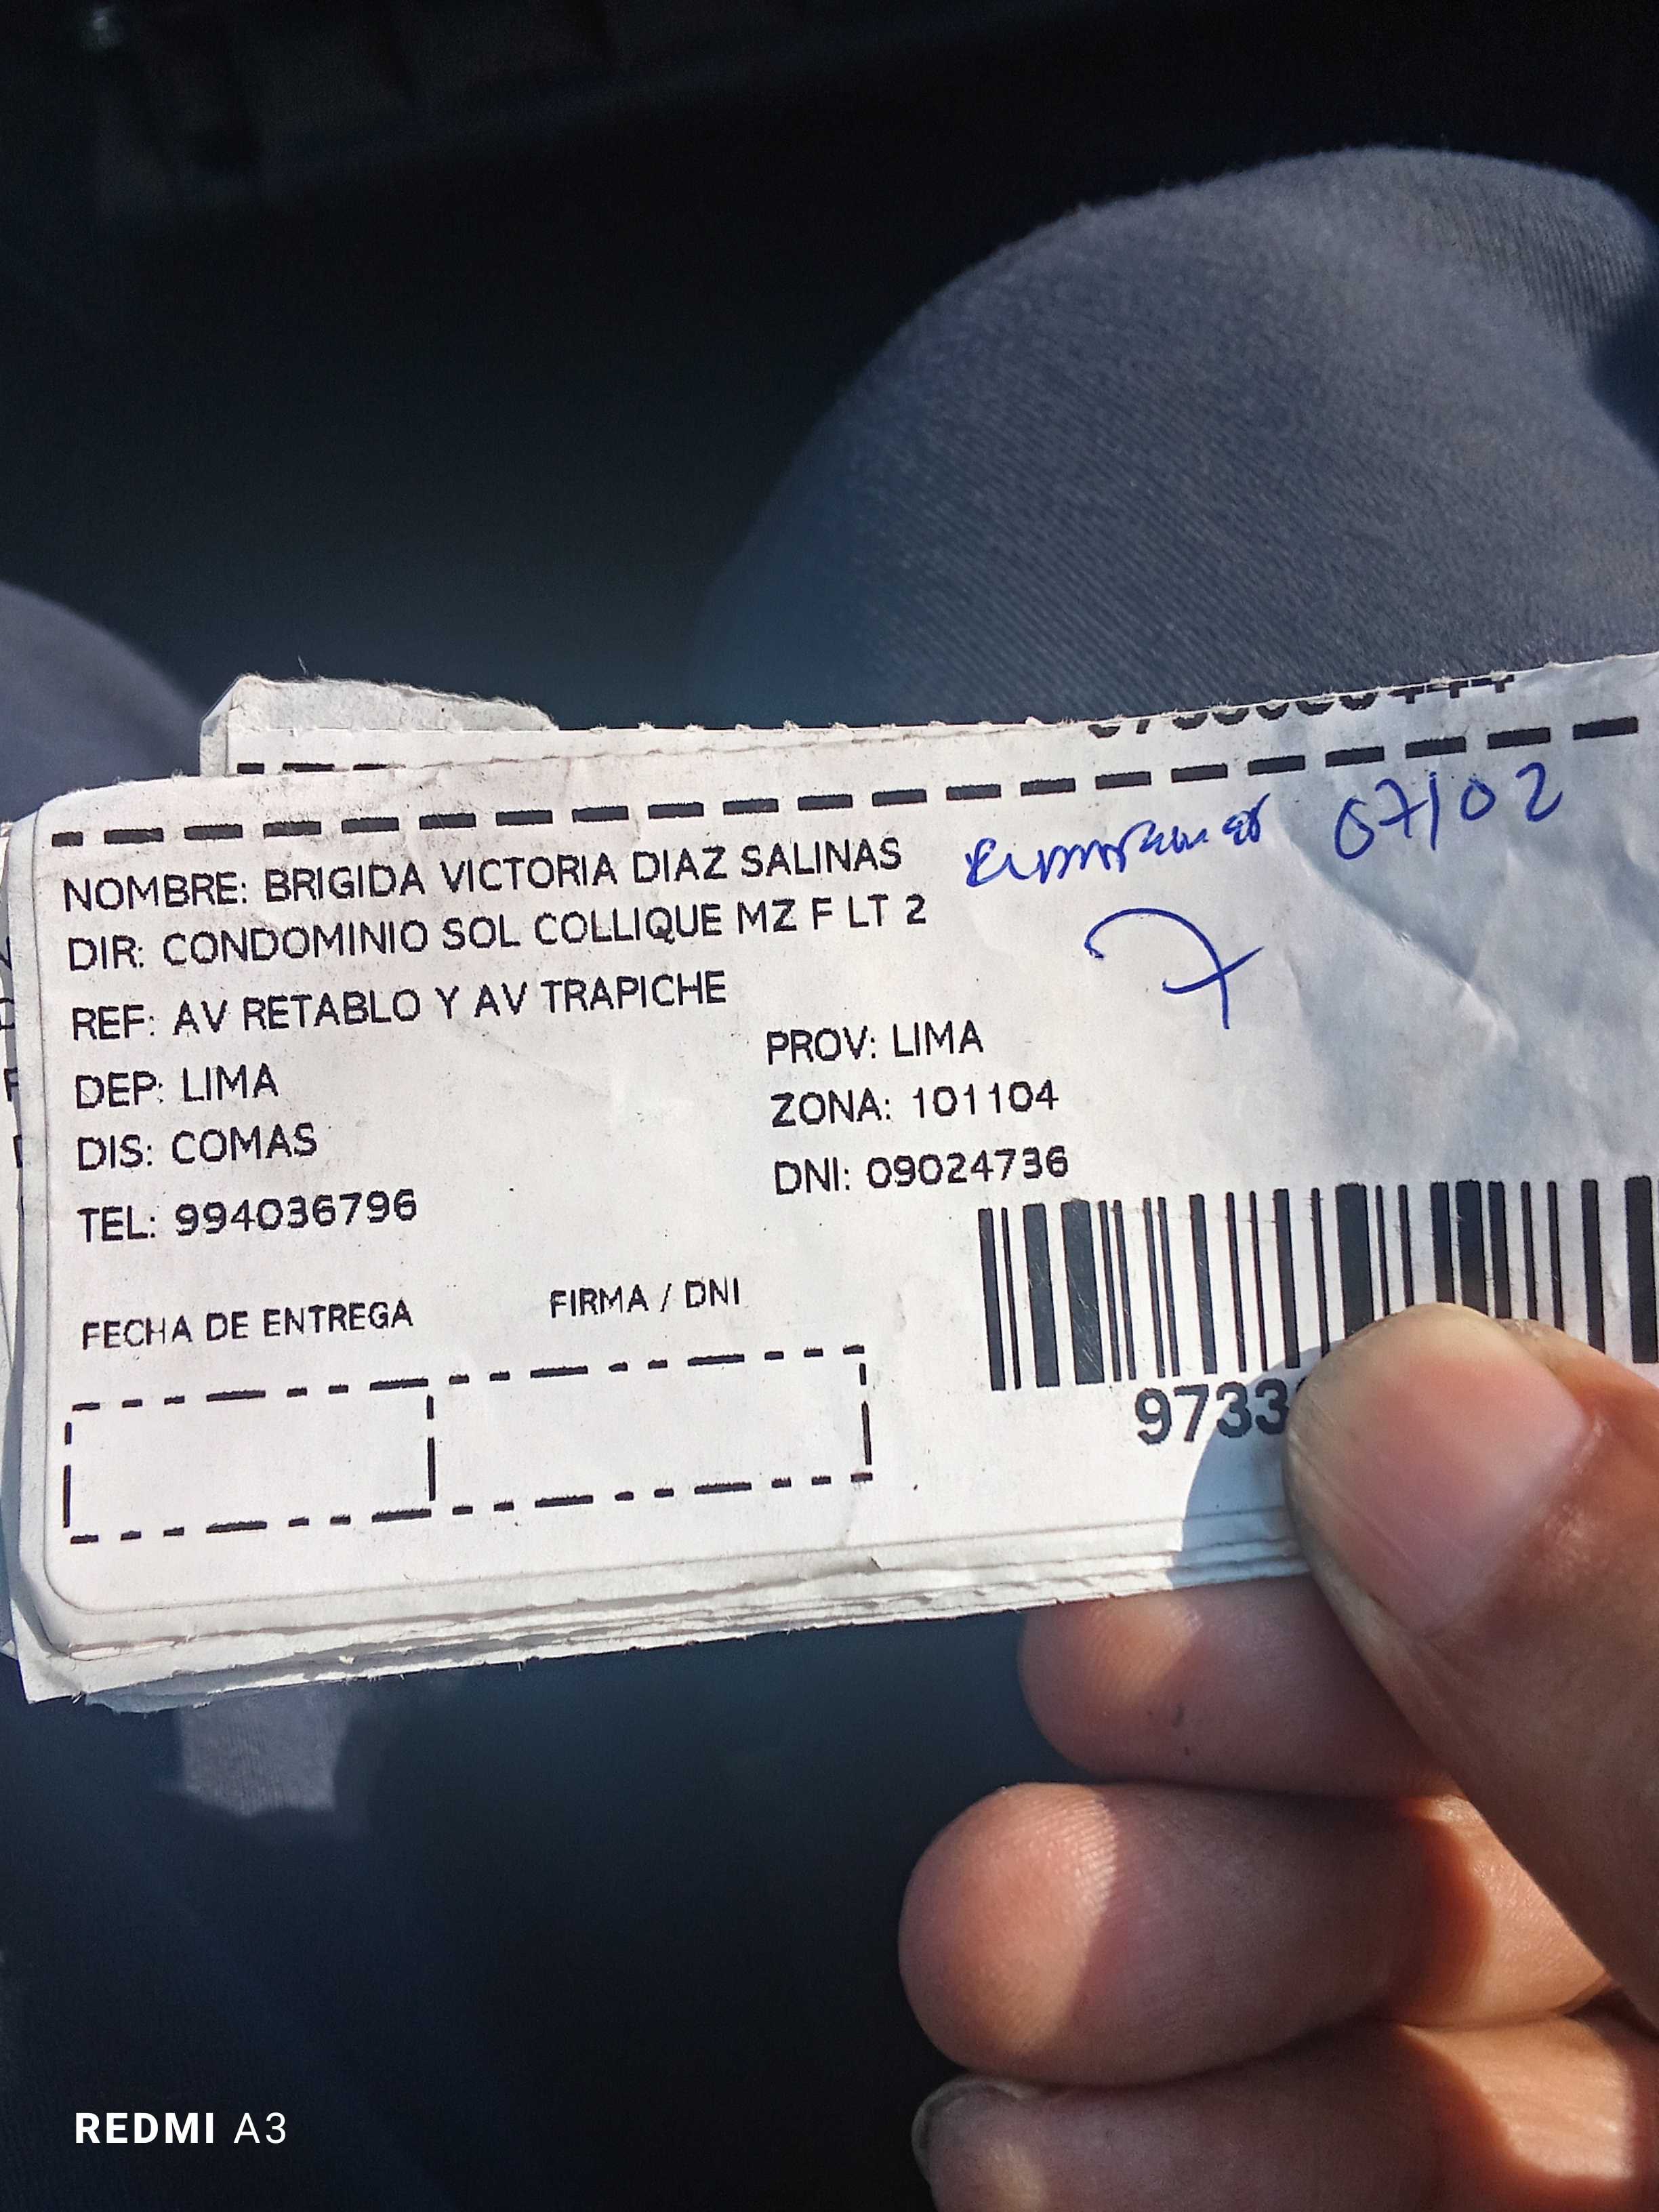 NOMBRE: BRIGIDA VICTORIA DIAZ SALINAS
07/02
DIR: CONDOMINIO SOL COLLIQUE MZ F LT 2
REF: AV RETABLO Y AV TRAPICHE
DEP: LIMA
PROV: LIMA
DIS: COMAS
ZONA: 101104
TEL: 994036796
DNI: 09024736
FECHA DE ENTREGA
FIRMA / DNI
9733
REDMI A3